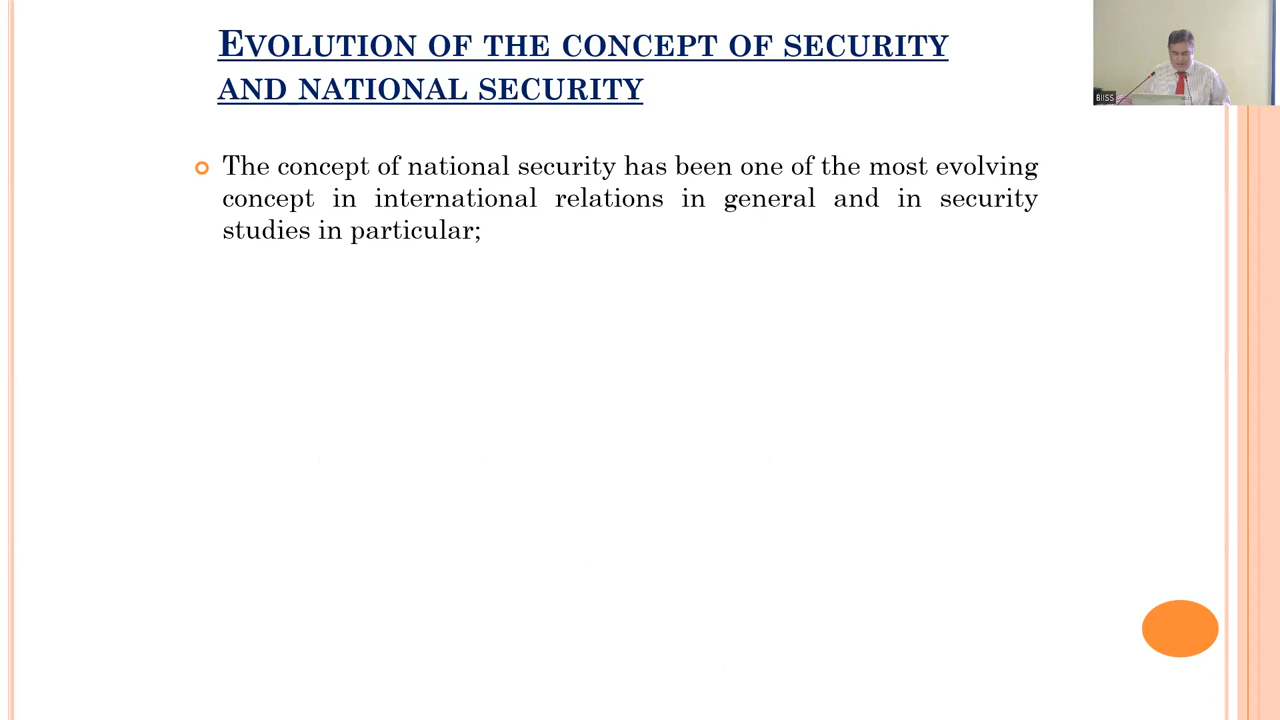 EVOLUTION OF THE CONCEPT OF SECURITY
AND NATIONAL SECURITY
BIISS
The concept of national security has been one of the most evolving
concept in international relations in general and in security
studies in particular;